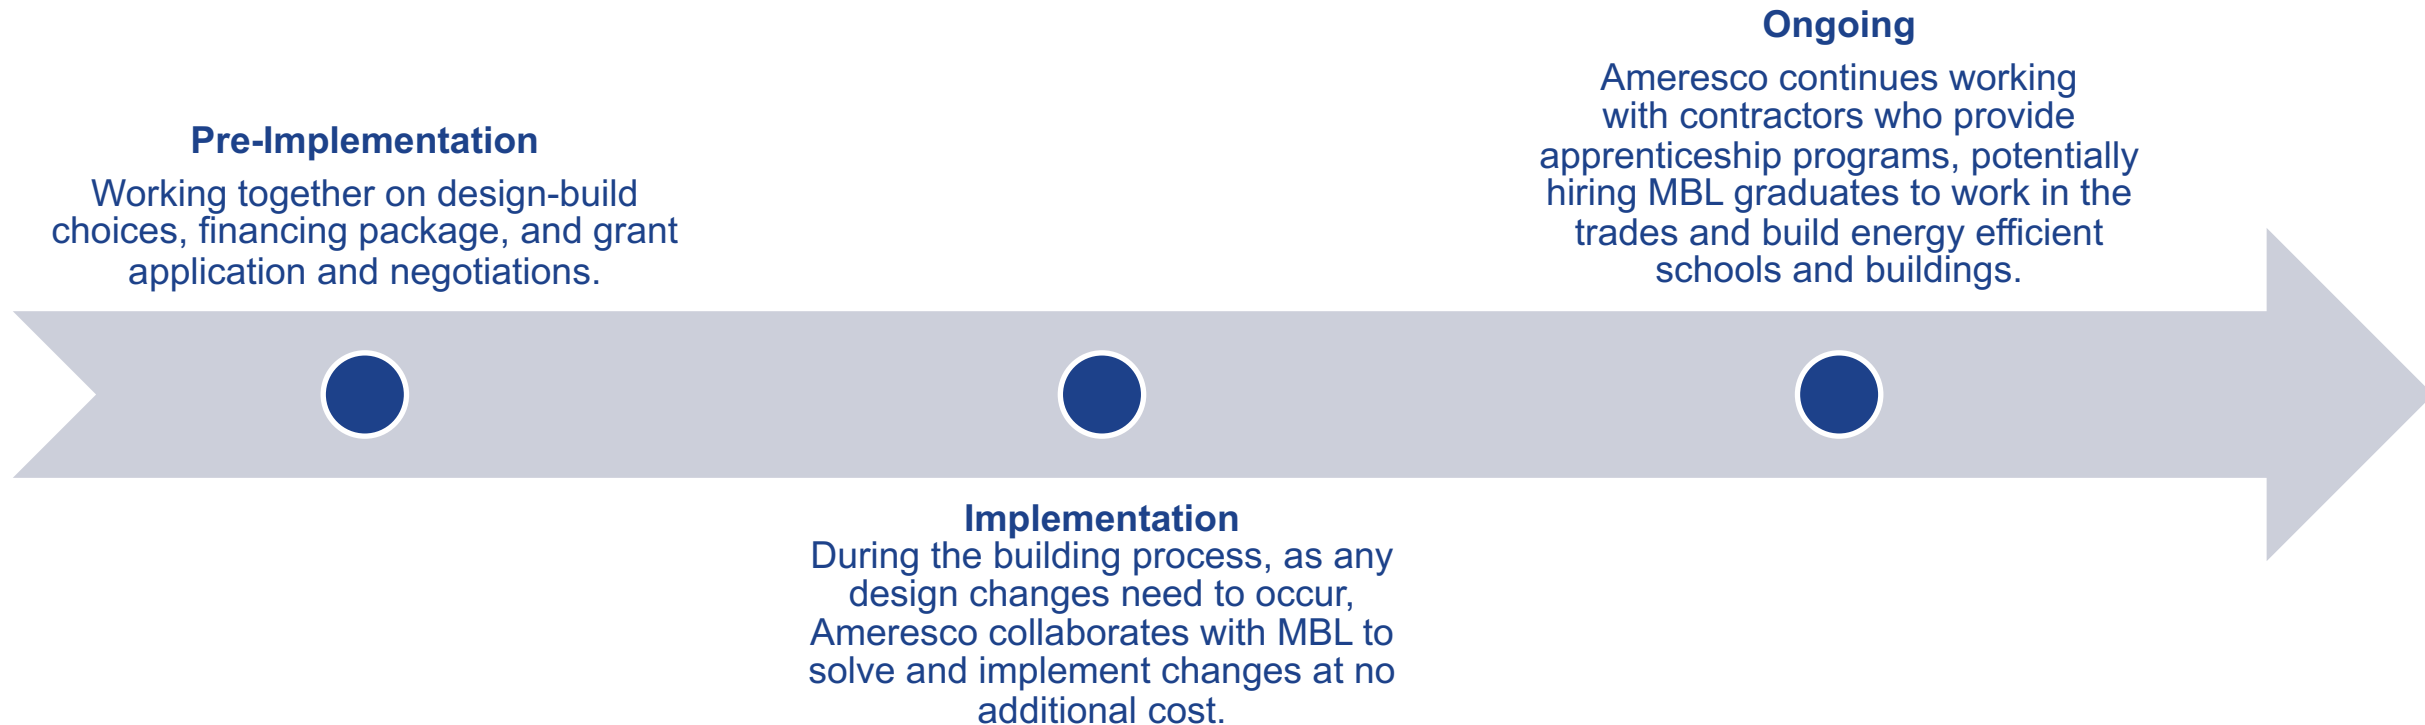 Pre-Implementation
Working together on design-build
choices, financing package, and grant
application and negotiations.
Implementation
During the building process, as any
design changes need to occur,
Ameresco collaborates with MBL to
solve and implement changes at no
additional cost.
Ongoing
Ameresco continues working
with contractors who provide
apprenticeship programs, potentially
hiring MBL graduates to work in the
trades and build energy efficient
schools and buildings.